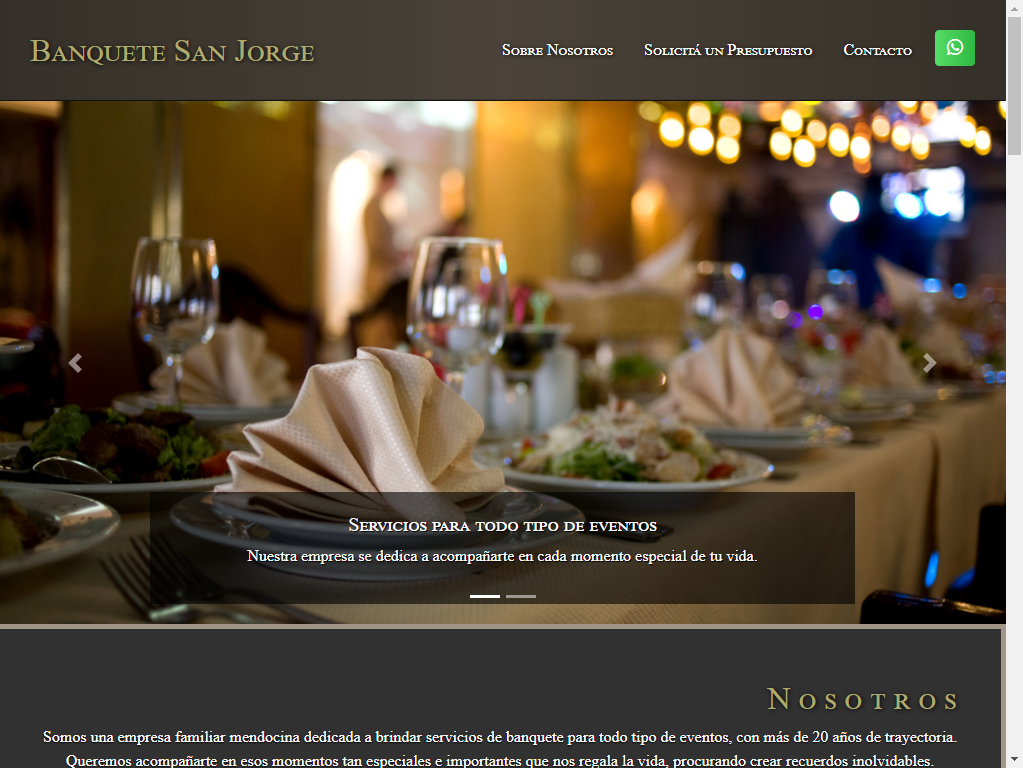 Banquete San Jorge
Sobre Nosotros
Solicitá un Presupuesto
Contacto
Servicios para todo tipo de eventos
Nuestra empresa se dedica a acompañarte en cada momento especial de tu vida.
Nosotros
Somos una empresa familiar mendocina dedicada a brindar servicios de banquete para todo tipo de eventos, con más de 20 años de trayectoria.
Queremos acompañarte en esos momentos tan especiales e importantes que nos regala la vida, procurando crear recuerdos inolvidables.